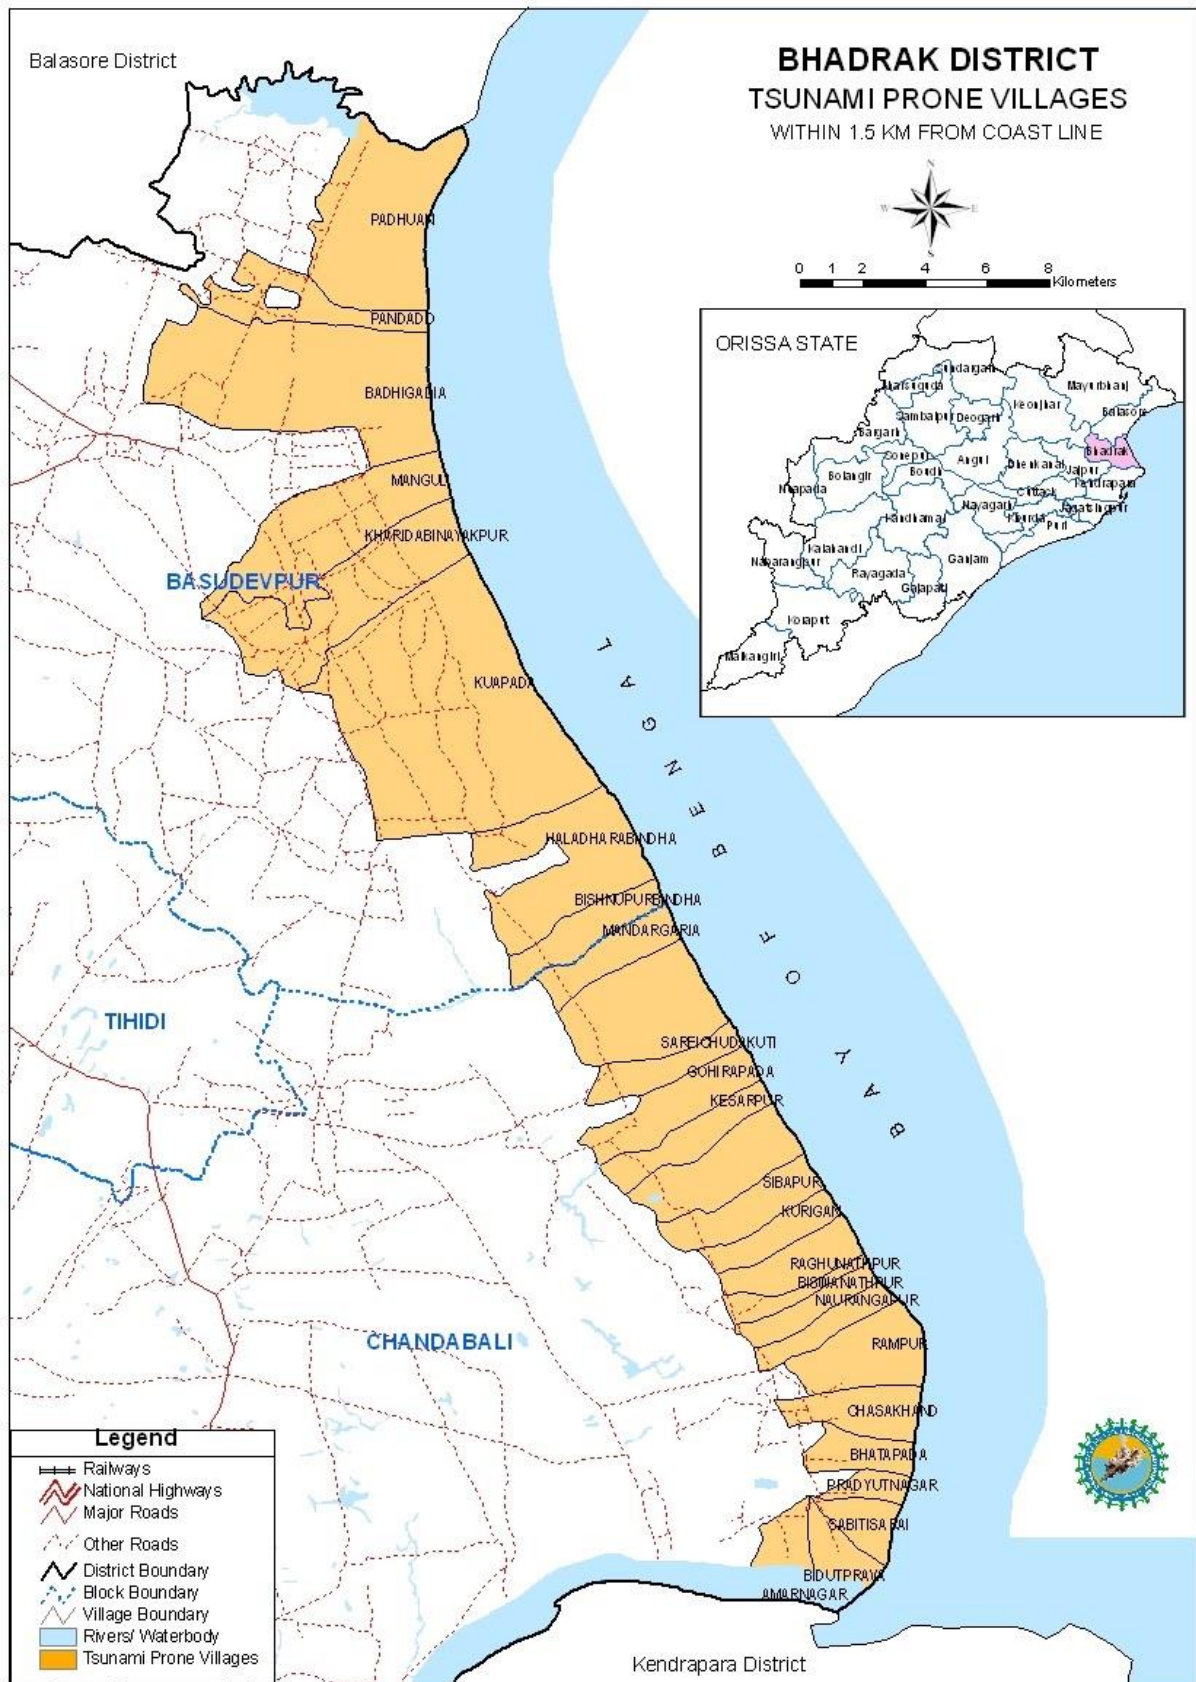 Balasore District
BHADRAK DISTRICT
TSUNAMI PRONE VILLAGES
WITHIN 1.5 KM FROM COAST LINE
N
W
E
S
0 1 2 4 6 8
Kilometers
ORISSA STATE
Sundargarh
Jharsuguda
Mayurbhanj
Keonjhar
Balasore
Sambalpur
Deogarh
Bargarh
Bhadrak
Sonepur
Angul
Dhenkanal
Jajpur
Boudh
Bolangir
Kendrapara
Nuapada
Cuttack
Nayagarh
Jagatsingpur
Khurda
Puri
Kandhamal
Kalahandi
Ganjam
Nabarangpur
Rayagada
Gajapati
Koraput
Malkangiri
PADHUAN
PANDADO
BADHIGADIA
MANGULI
KHARIDABINAYAKPUR
BASUDEVPUR
KUAPADA
BAY OF BENGAL
HALADHARABINDHA
BISHNUPURBINDHA
MANDARGARIA
TIHIDI
SAREICHUDAKUTI
GOHIRAPADA
KESARPUR
SIBAPUR
KURIGAN
RAGHUNATHPUR
BISWANATHPUR
NAURANGAPUR
CHANDABALI
RAMPUR
CHASAKHAND
BHATAPADA
PRADYUTNAGAR
SABITISARAI
BIDUTPRAVA
AMARNAGAR
Kendrapara District
Legend
Railways
National Highways
Major Roads
Other Roads
District Boundary
Block Boundary
Village Boundary
Rivers/ Waterbody
Tsunami Prone Villages